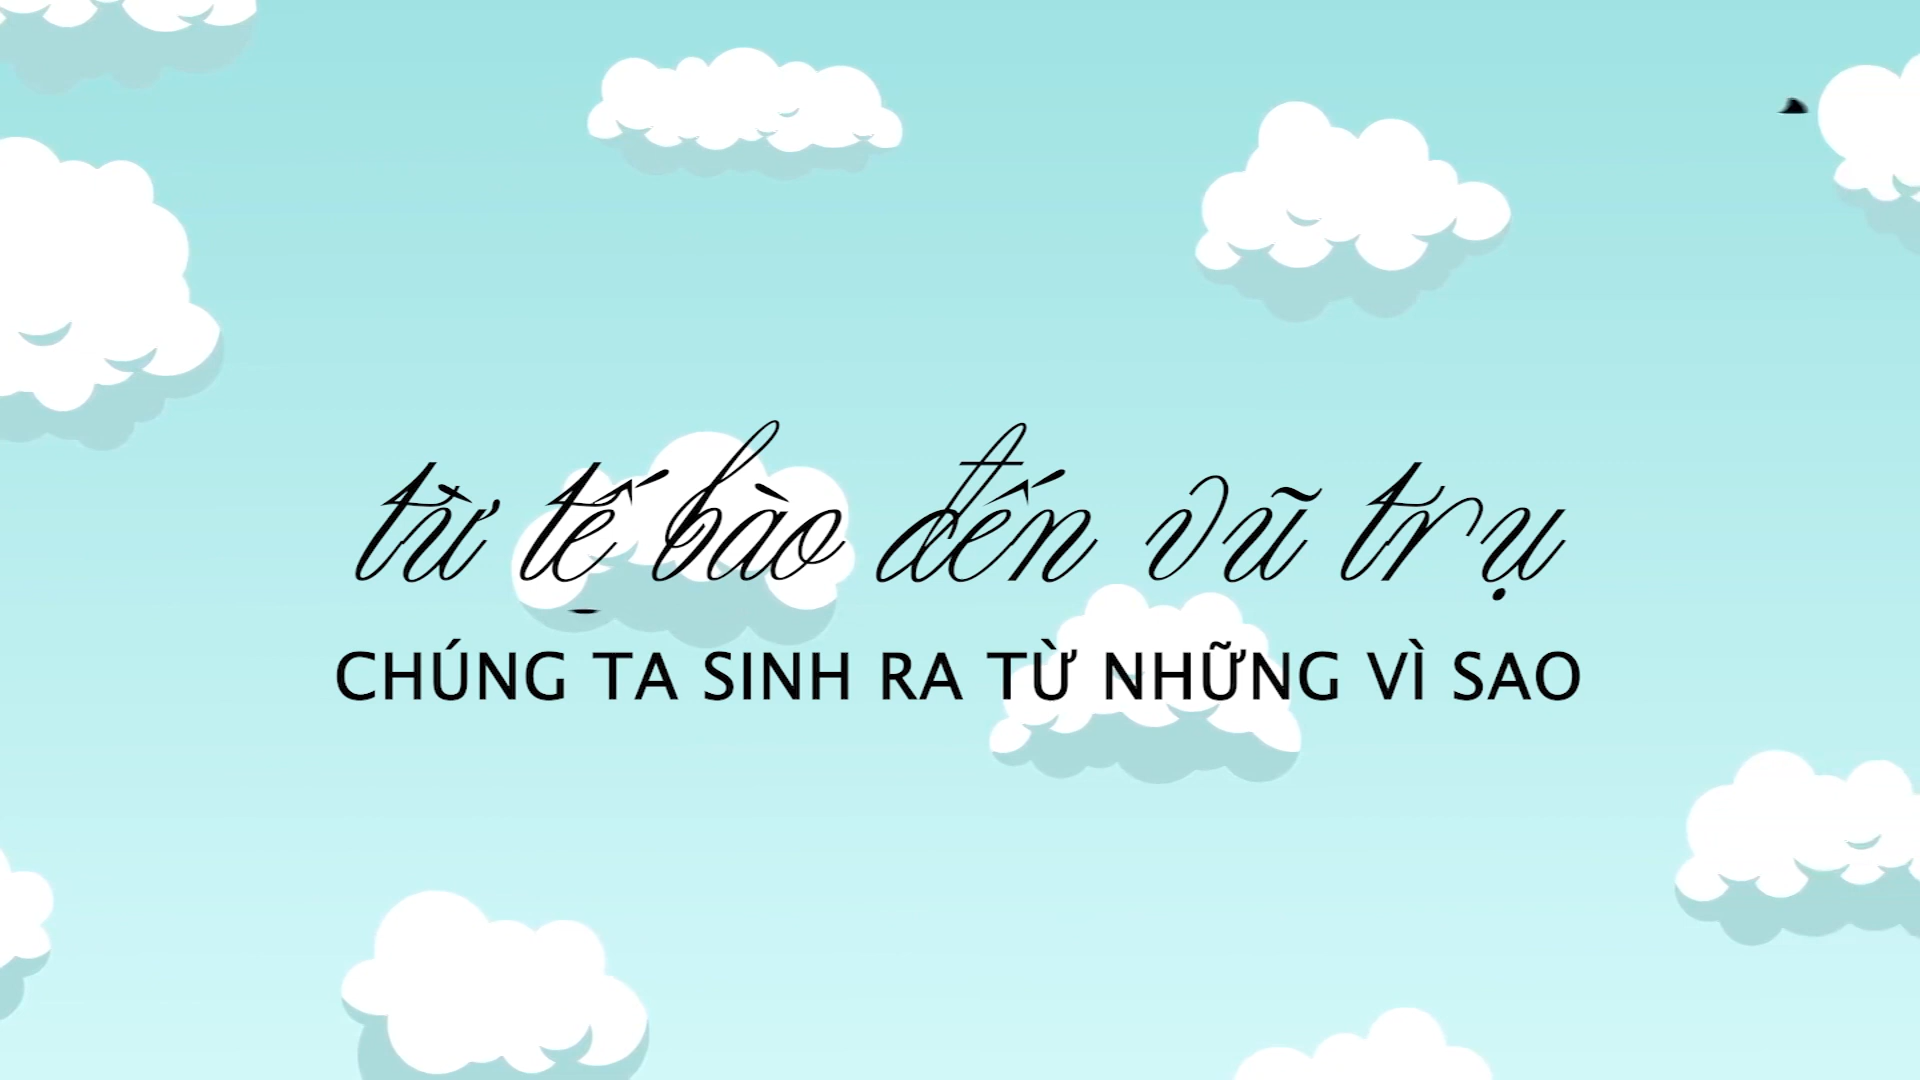 từ tế bào đến vũ trụ
CHÚNG TA SINH RA TỪ NHỮNG VÌ SAO